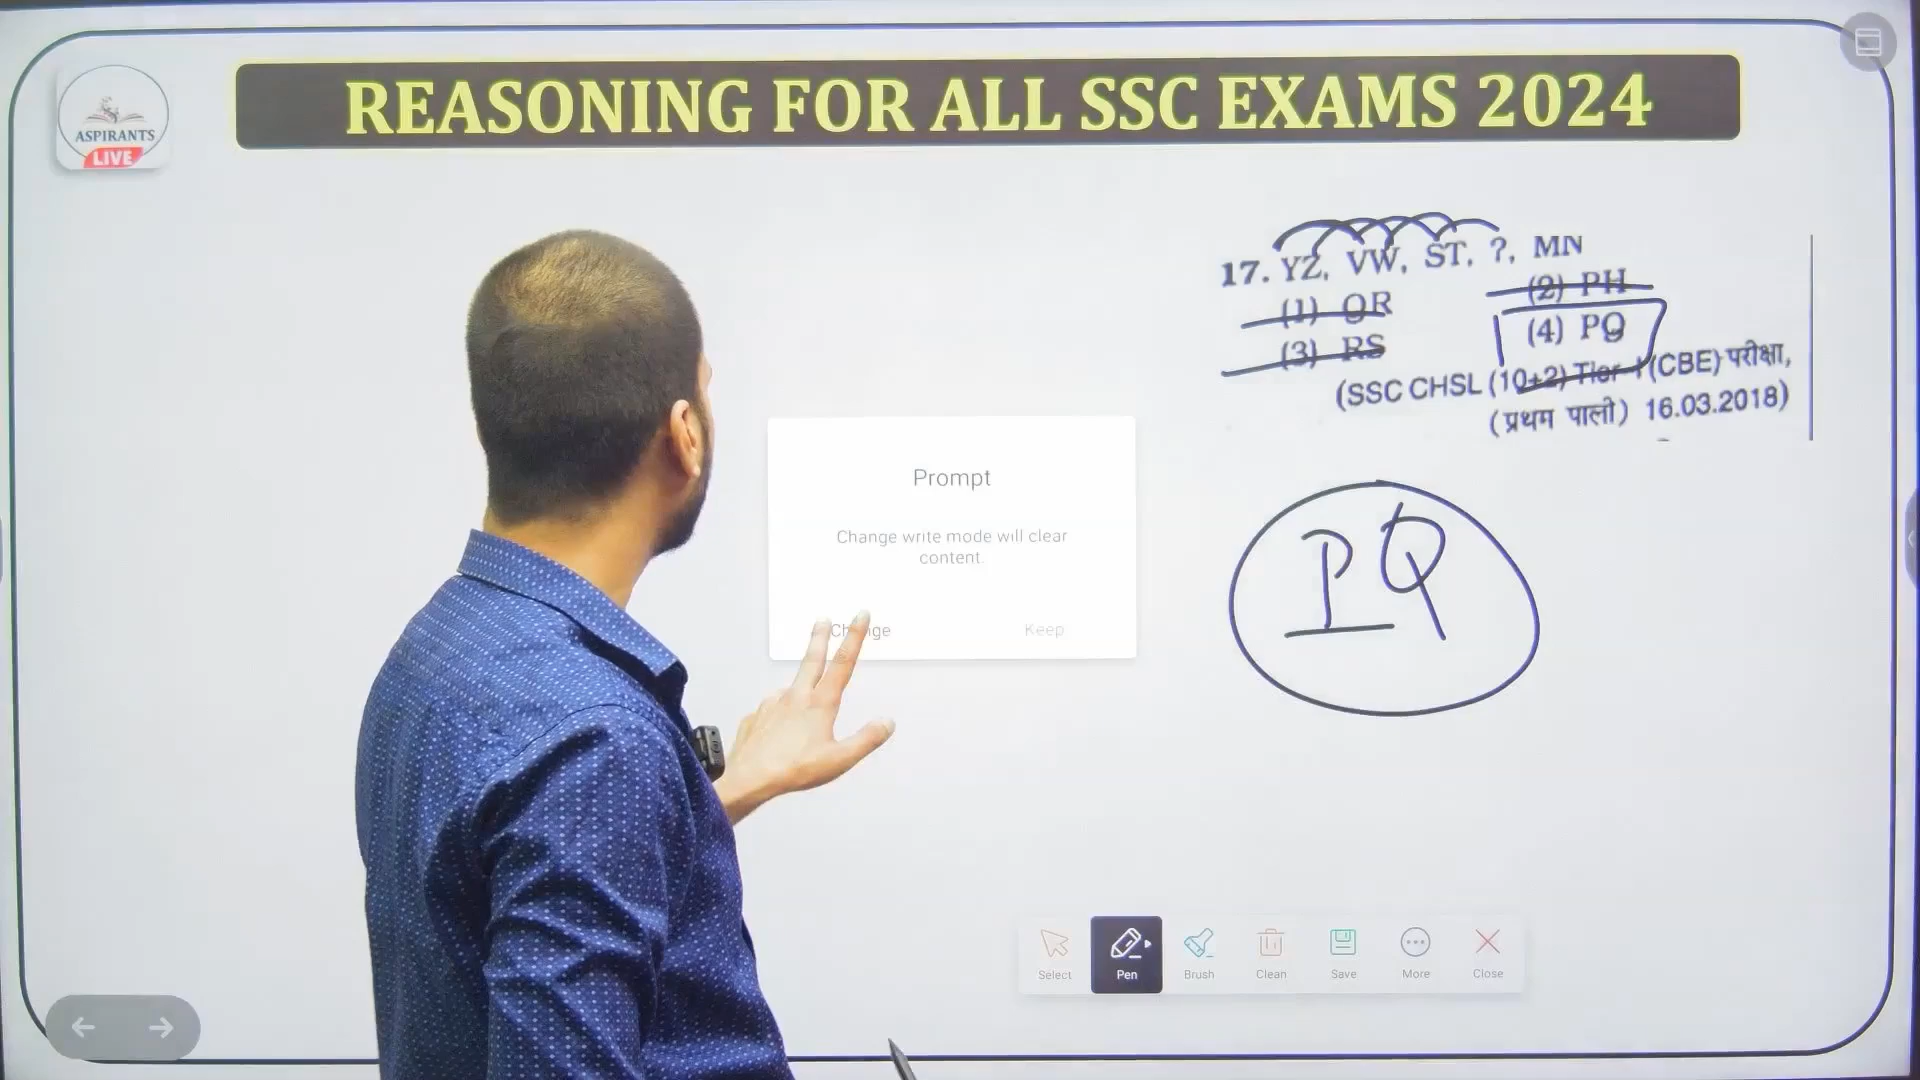 REASONING FOR ALL SSC EXAMS 2024
ASPIRANTS
LIVE
17. YZ, VW, ST, ?, MN
(1) QR (2) PH
(3) RS (4) PQ
(SSC CHSL (10+2) Tier-I (CBE) परीक्षा,
(प्रथम पाली) 16.03.2018)
PQ
Prompt
Change write mode will clear
content.
Change Keep
Select Pen Brush Clean Save More Close